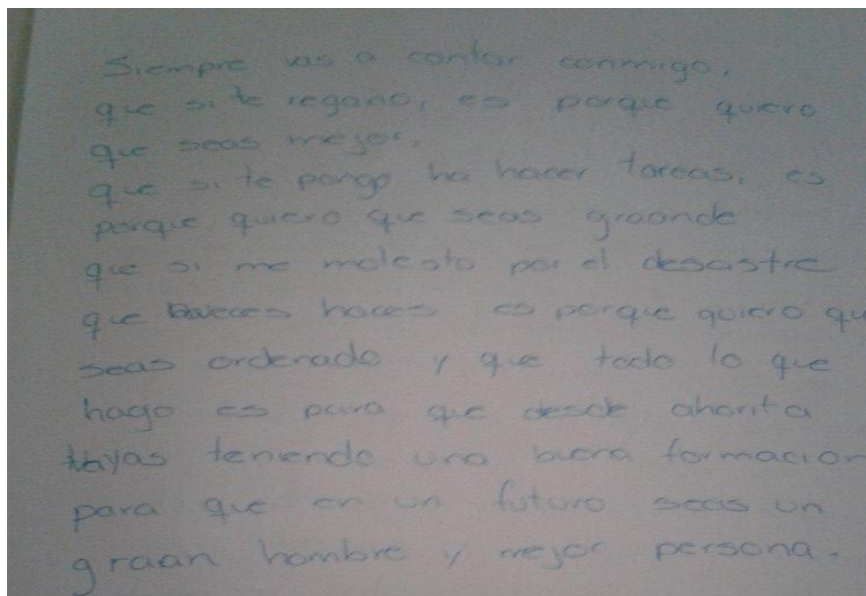 Siempre vas a contar conmigo,
que si te regaño, es porque quiero
que seas mejor,
que si te pongo ha hacer tareas, es
porque quiero que seas graande
que si me molesto por el desastre
que aveces haces es porque quiero qu
seas ordenado y que todo lo que
hago es para que desde ahorita
vayas teniendo una buena formacion
para que en un futuro seas un
graan hombre y mejor persona.